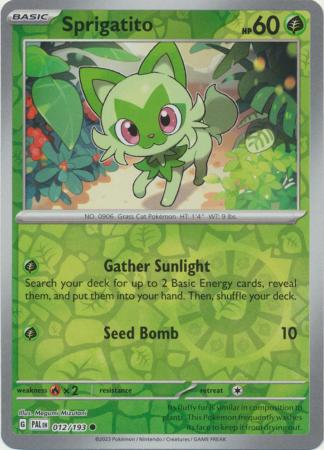 BASIC
Sprigatito
HP 60
NO. 0906 Grass Cat Pokémon HT: 1'4" WT: 9 lbs.
Gather Sunlight
Search your deck for up to 2 Basic Energy cards, reveal
them, and put them into your hand. Then, shuffle your deck.
Seed Bomb 10
weakness ×2 resistance retreat
Illus. Megumi Mizutani
G PAL EN 012/193
Its fluffy fur is similar in composition
to plants. This Pokémon frequently
washes its face to keep it from drying out.
©2023 Pokémon / Nintendo / Creatures / GAME FREAK